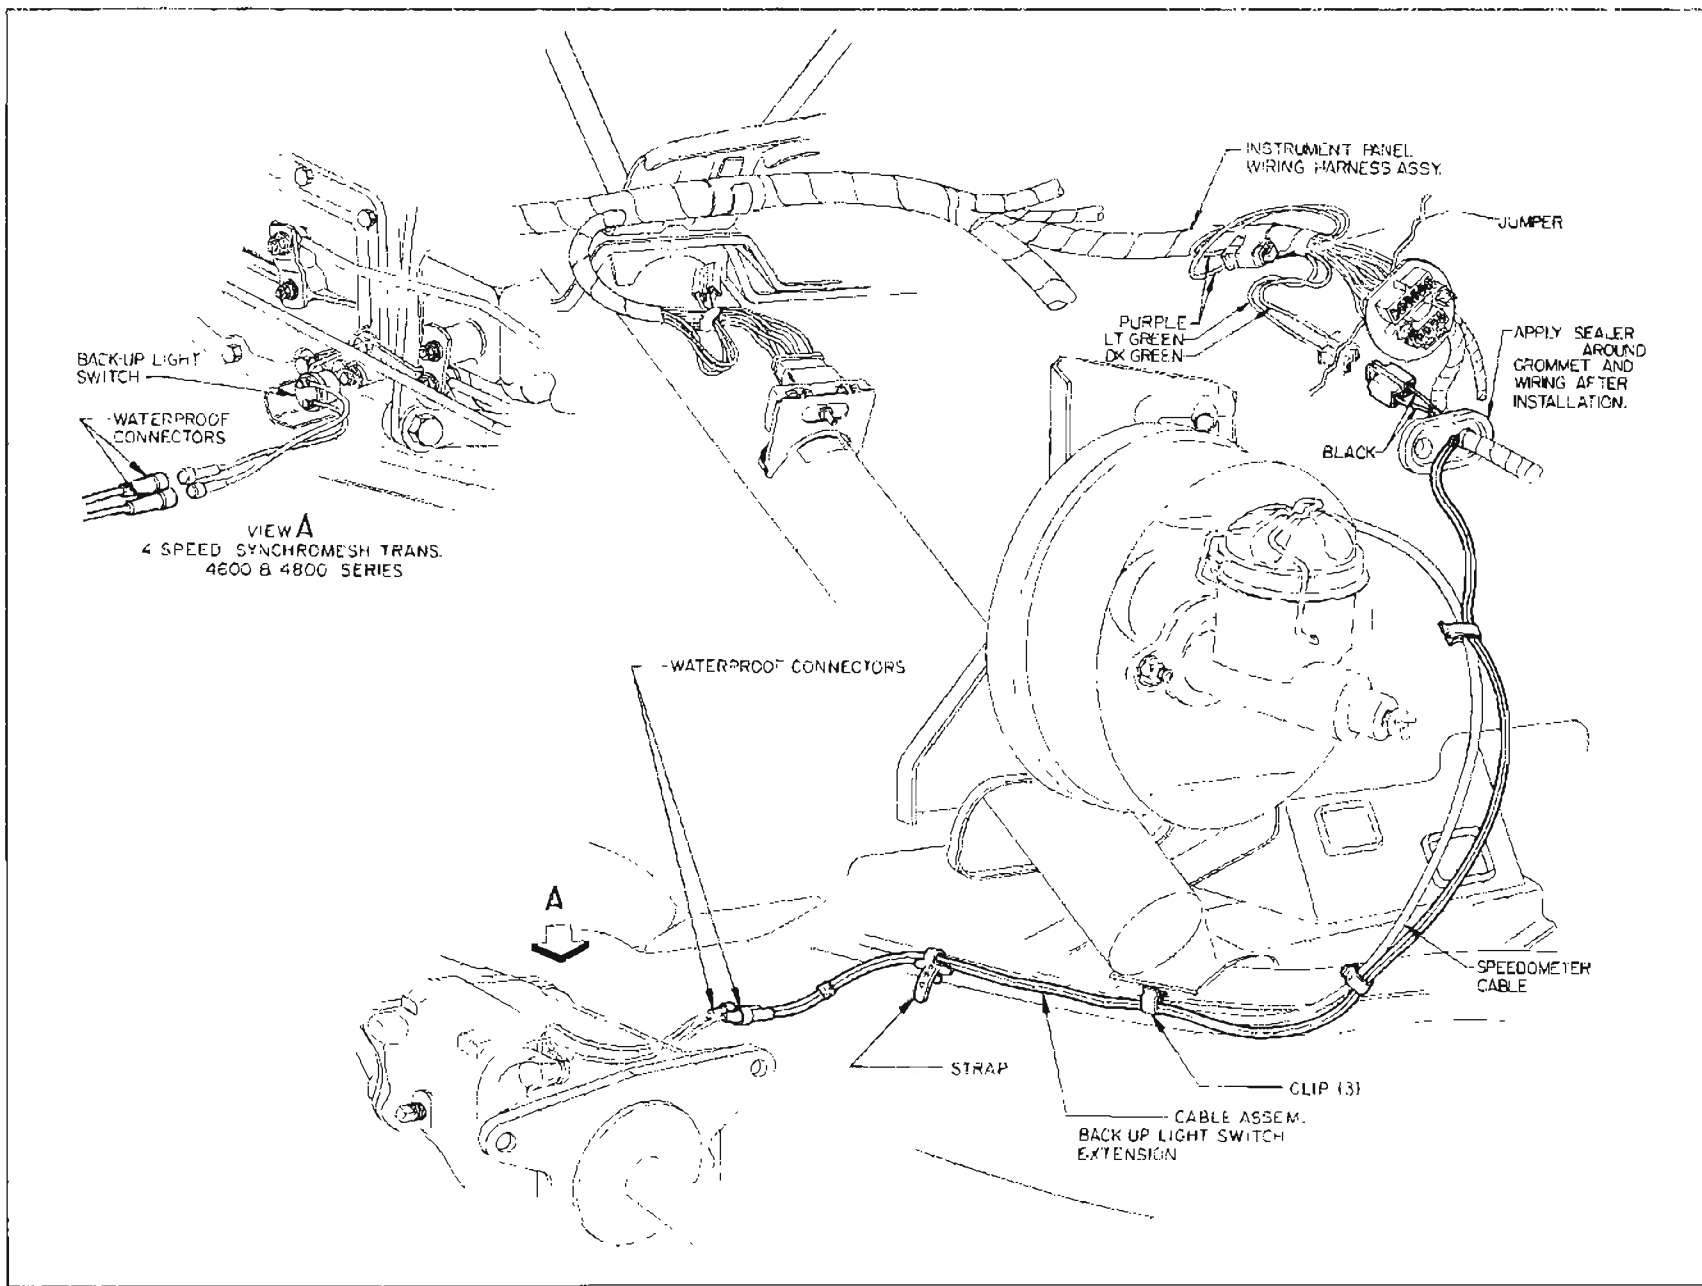 INSTRUMENT PANEL
WIRING HARNESS ASSY.
JUMPER
PURPLE
LT GREEN
DK GREEN
APPLY SEALER
AROUND
GROMMET AND
WIRING AFTER
INSTALLATION.
BLACK
BACK-UP LIGHT
SWITCH
WATERPROOF
CONNECTORS
VIEW A
4 SPEED SYNCHROMESH TRANS.
4600 & 4800 SERIES
WATERPROOF CONNECTORS
A
SPEEDOMETER
CABLE
STRAP
CLIP (3)
CABLE ASSEM.
BACK UP LIGHT SWITCH
EXTENSION